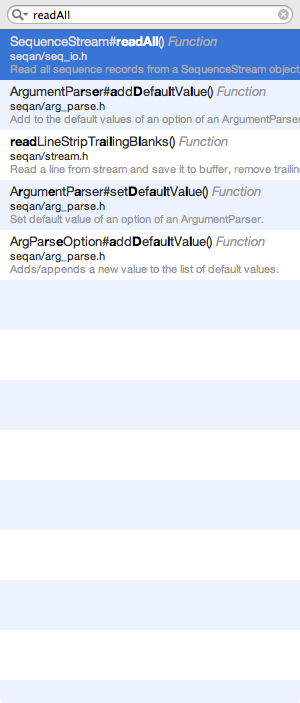 readAll
SequenceStream#readAll() Function
seqan/seq_io.h
Read all sequence records from a SequenceStream object
ArgumentParser#addDefaultValue() Function
seqan/arg_parse.h
Add to the default values of an option of an ArgumentParser
readLineStripTrailingBlanks() Function
seqan/stream.h
Read a line from stream and save it to buffer, remove trailin
ArgumentParser#setDefaultValue() Function
seqan/arg_parse.h
Set default value of an option of an ArgumentParser.
ArgParseOption#addDefaultValue() Function
seqan/arg_parse.h
Adds/appends a new value to the list of default values.